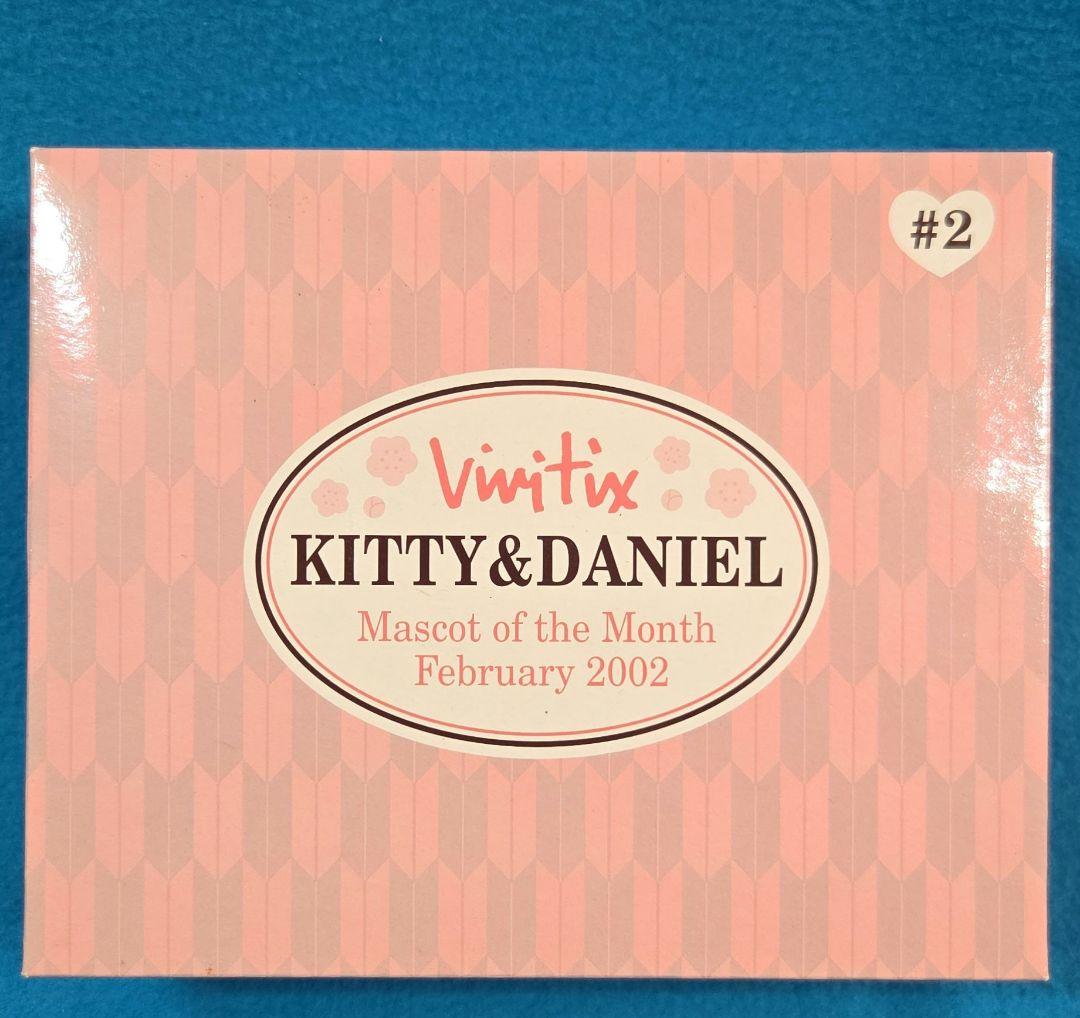 #2
Vivitix
KITTY&DANIEL
Mascot of the Month
February 2002